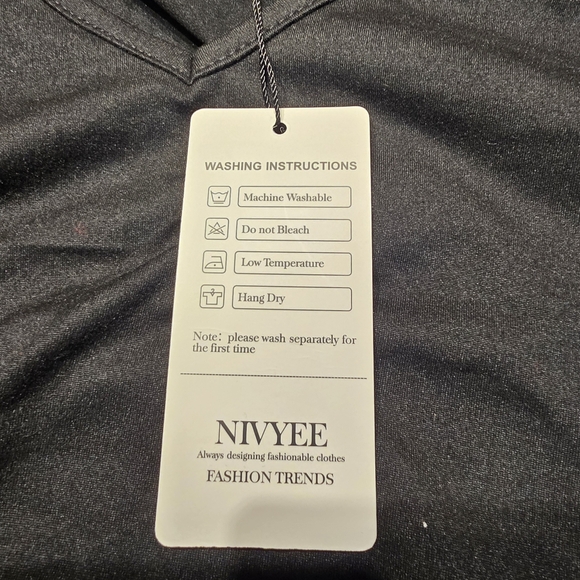 WASHING INSTRUCTIONS
Machine Washable
Do not Bleach
Low Temperature
Hang Dry
Note: please wash separately for
the first time
NIVYEE
Always designing fashionable clothes
FASHION TRENDS